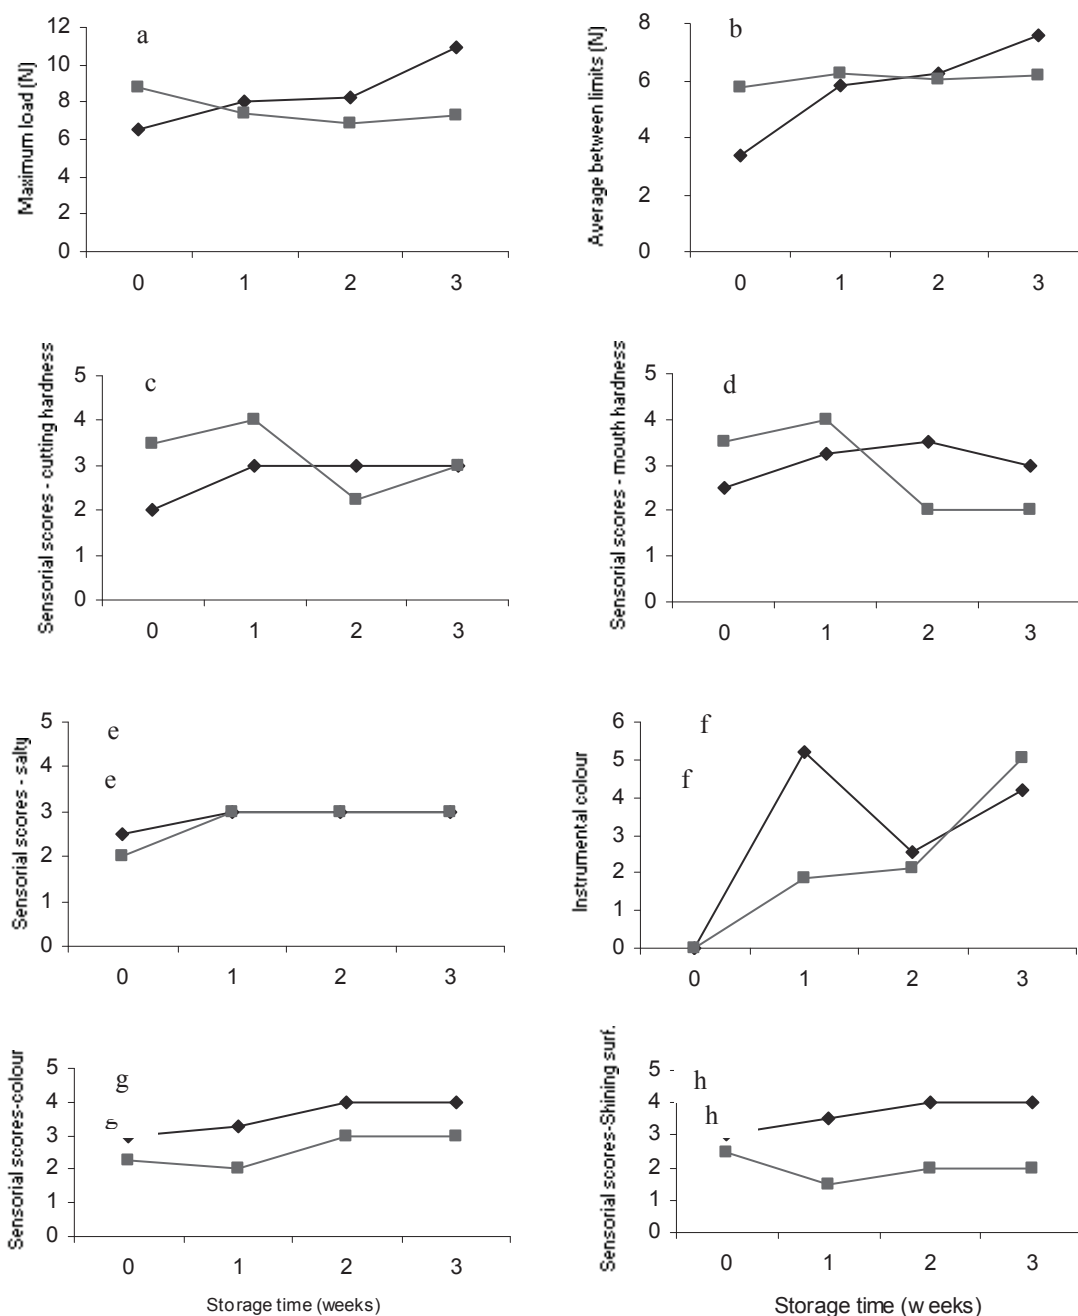 a
Maximum load (N)
12
10
8
6
4
2
0
0 1 2 3
b
Average between limits (N)
8
6
4
2
0
0 1 2 3
c
Sensorial scores - cutting hardness
5
4
3
2
1
0
0 1 2 3
d
Sensorial scores - mouth hardness
5
4
3
2
1
0
0 1 2 3
e
e
Sensorial scores - salty
5
4
3
2
1
0
0 1 2 3
f
f
Instrumental colour
6
5
4
3
2
1
0
0 1 2 3
g
g
Sensorial scores-colour
5
4
3
2
1
0
0 1 2 3
Storage time (weeks)
h
h
Sensorial scores-Shining surf.
5
4
3
2
1
0
0 1 2 3
Storage time (weeks)